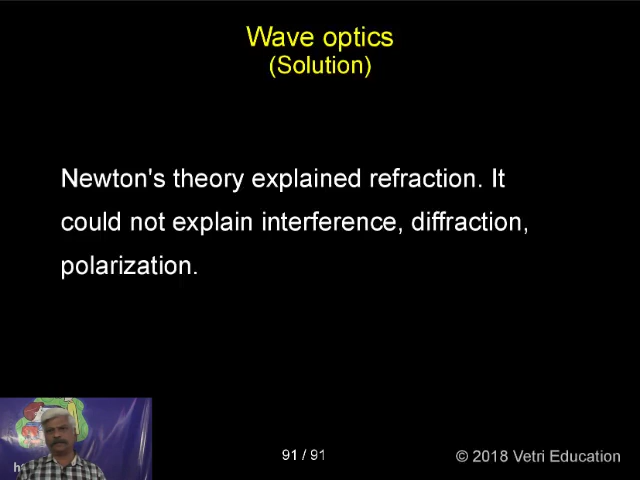 Wave optics
(Solution)
Newton's theory explained refraction. It
could not explain interference, diffraction,
polarization.
91 / 91
© 2018 Vetri Education